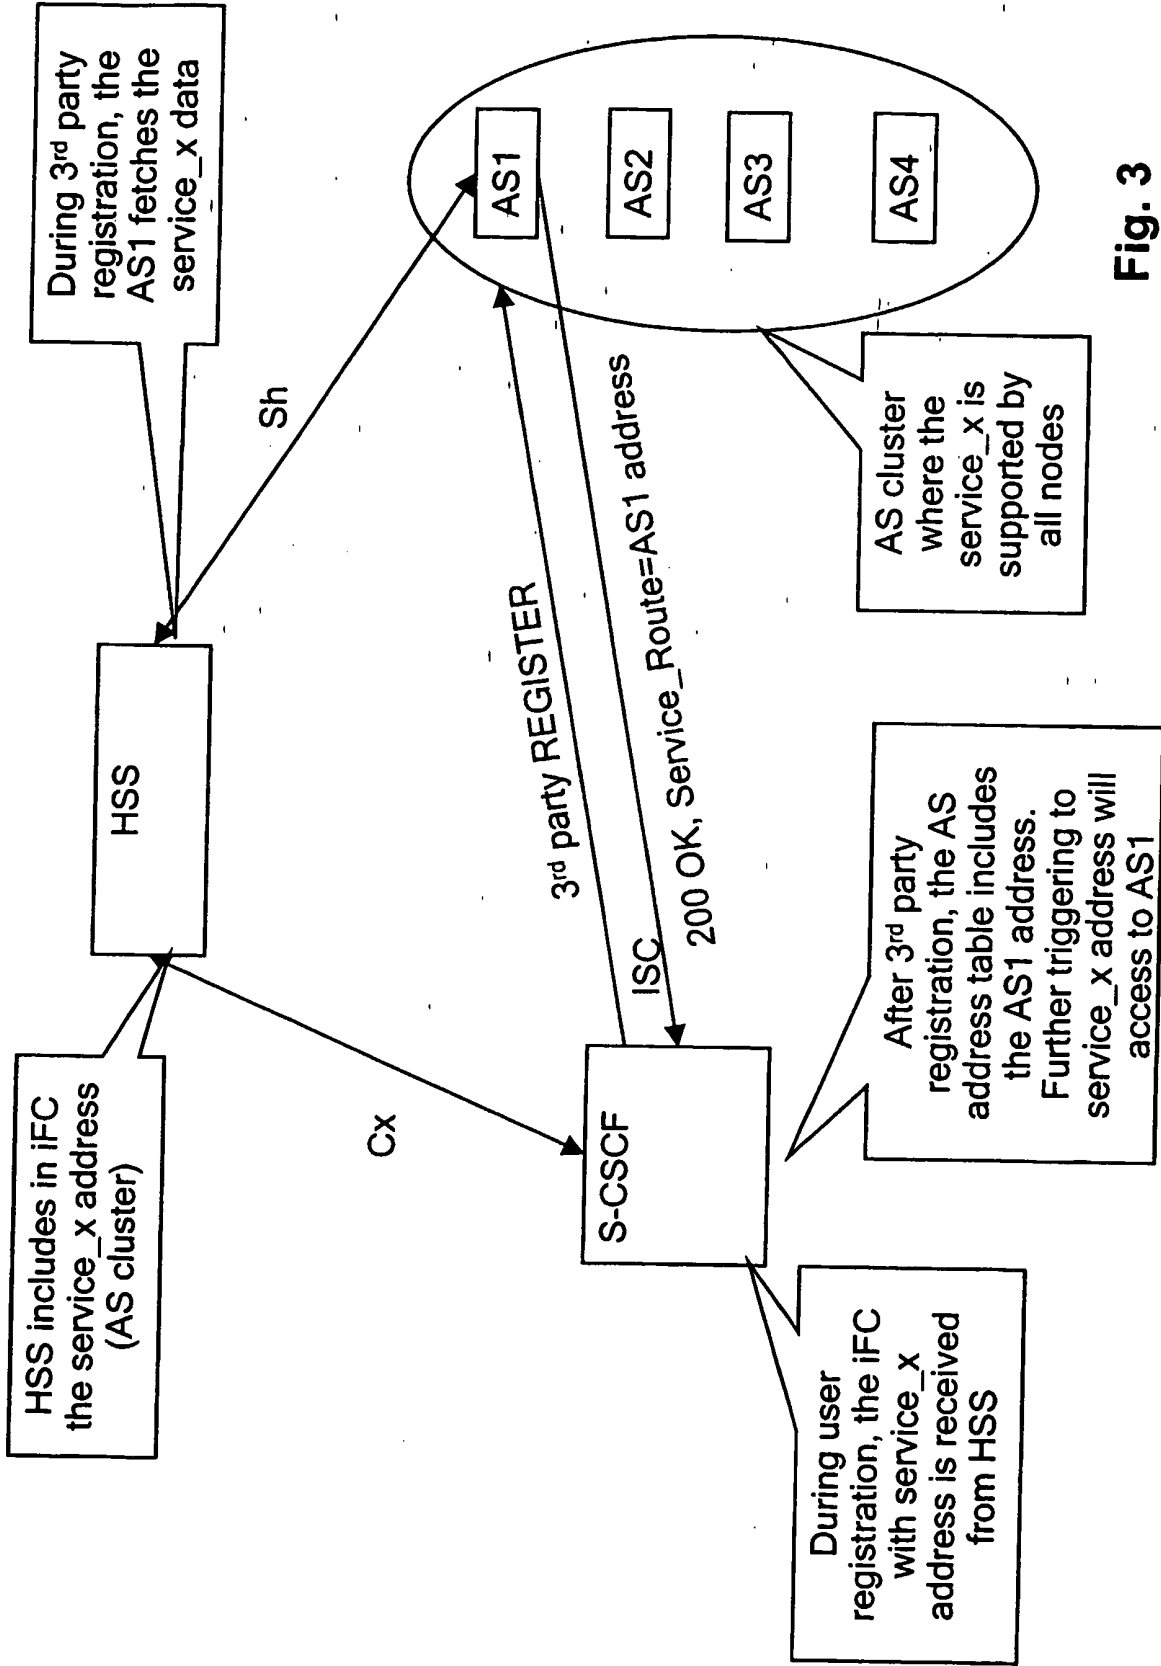 HSS includes in iFC
the service_x address
(AS cluster)
HSS
During 3rd party
registration, the
AS1 fetches the
service_x data
Cx
Sh
S-CSCF
ISC
3rd party REGISTER
200 OK, Service_Route=AS1 address
AS1
AS2
AS3
AS4
During user
registration, the iFC
with service_x
address is received
from HSS
After 3rd party
registration, the AS
address table includes
the AS1 address.
Further triggering to
service_x address will
access to AS1
AS cluster
where the
service_x is
supported by
all nodes
Fig. 3